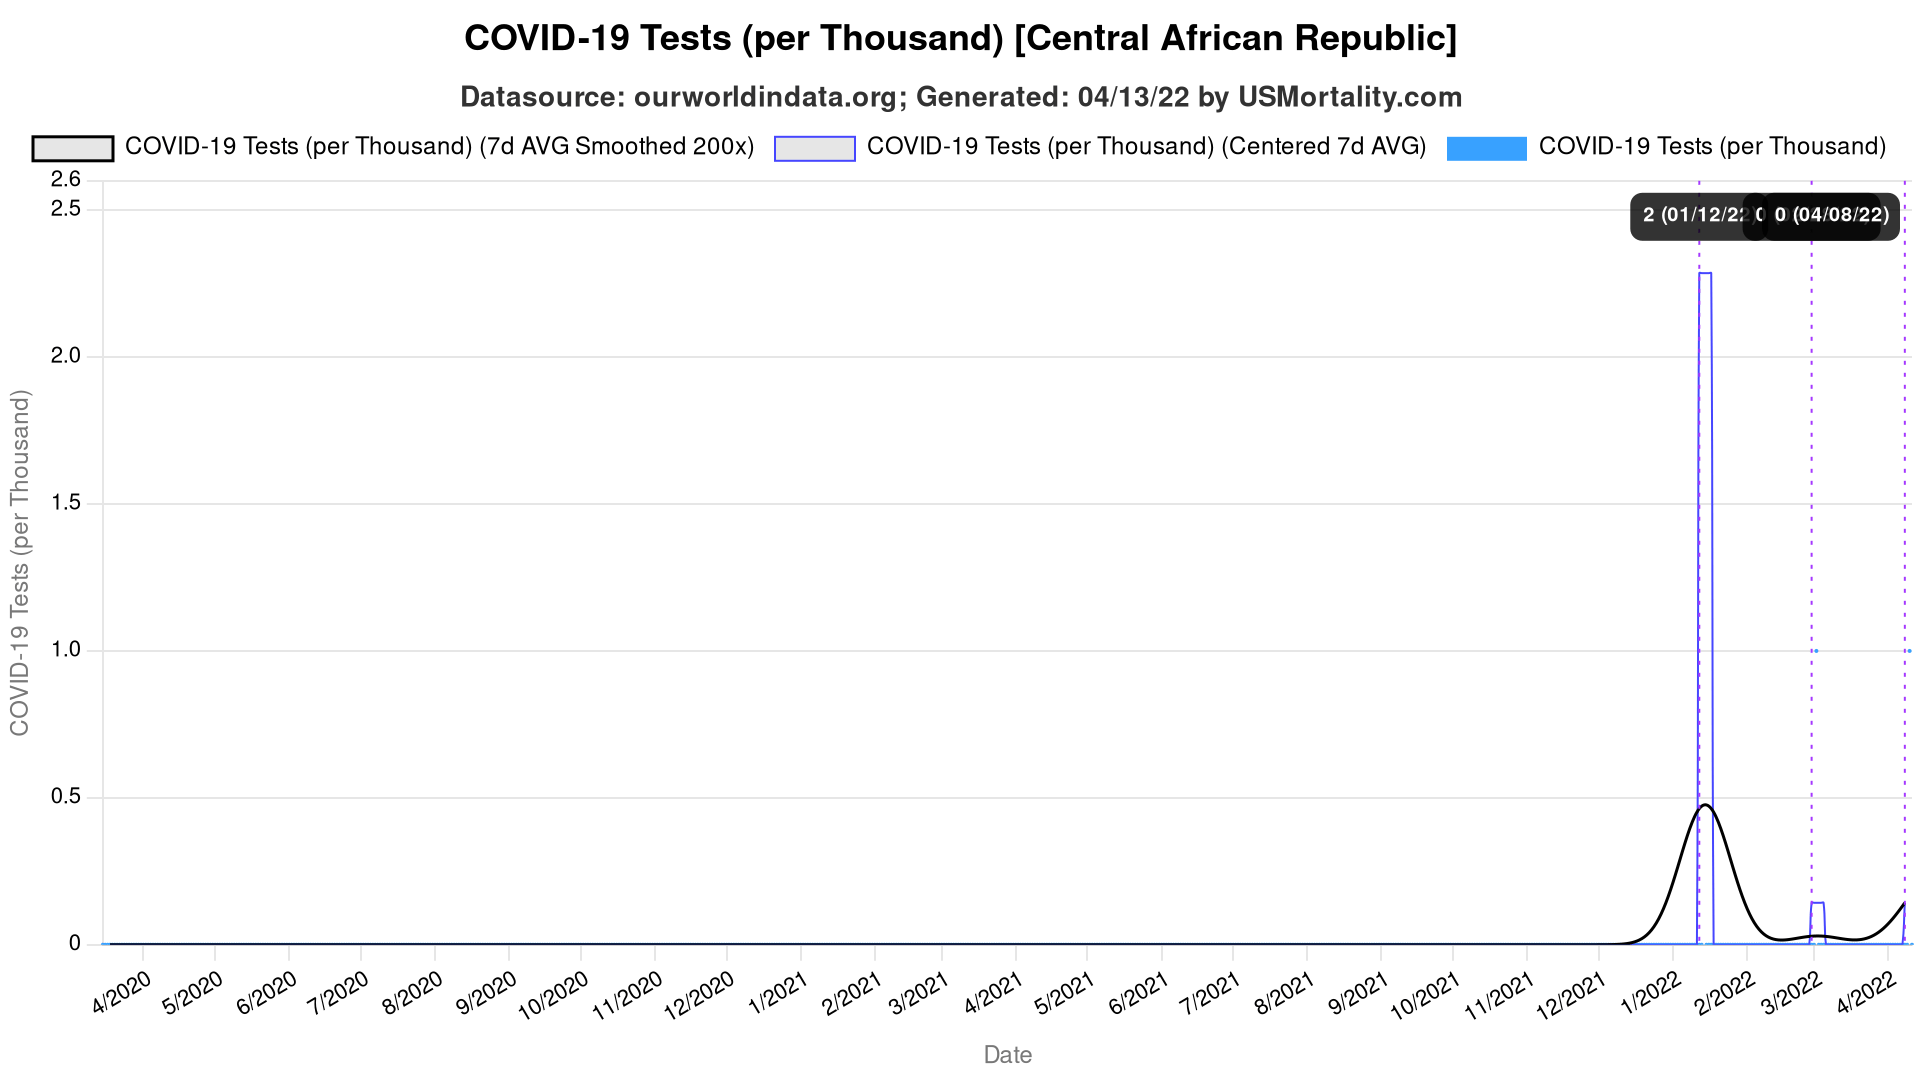 COVID-19 Tests (per Thousand) [Central African Republic]
Datasource: ourworldindata.org; Generated: 04/13/22 by USMortality.com
COVID-19 Tests (per Thousand) (7d AVG Smoothed 200x) COVID-19 Tests (per Thousand) (Centered 7d AVG) COVID-19 Tests (per Thousand)
2.6
2.5
2 (01/12/22) 0 0 (04/08/22)
2.0
1.5
1.0
0.5
0
COVID-19 Tests (per Thousand)
4/2020 5/2020 6/2020 7/2020 8/2020 9/2020 10/2020 11/2020 12/2020 1/2021 2/2021 3/2021 4/2021 5/2021 6/2021 7/2021 8/2021 9/2021 10/2021 11/2021 12/2021 1/2022 2/2022 3/2022 4/2022
Date